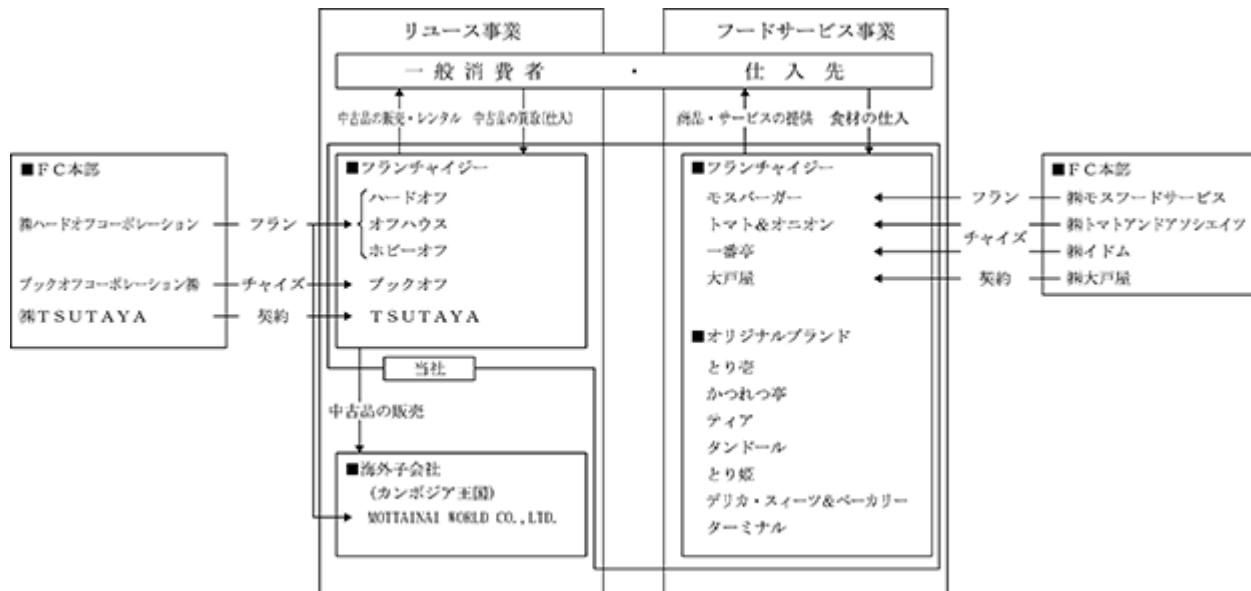 リユース事業
フードサービス事業
一般消費者・仕入先
中古品の販売・レンタル
中古品の買取(仕入)
商品・サービスの提供
食材の仕入
■FC本部
㈱ハードオフコーポレーション
ブックオフコーポレーション㈱
㈱TSUTAYA
フラン
チャイズ
契約
■フランチャイジー
ハードオフ
オフハウス
ホビーオフ
ブックオフ
TSUTAYA
当社
中古品の販売
■海外子会社
(カンボジア王国)
MOTTAINAI WORLD CO.,LTD.
■フランチャイジー
モスバーガー
トマト&オニオン
一番亭
大戸屋
■オリジナルブランド
とり壱
かつれつ亭
ティア
タンドール
とり姫
デリカ・スィーツ&ベーカリー
ターミナル
フラン
チャイズ
契約
■FC本部
㈱モスフードサービス
㈱トマトアンドアソシエイツ
㈱イドム
㈱大戸屋